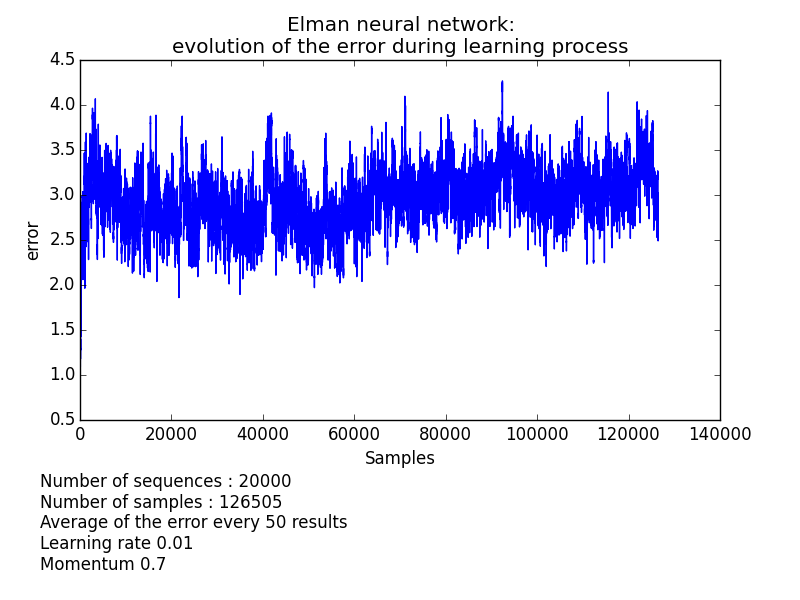 Elman neural network:
evolution of the error during learning process
4.5
4.0
3.5
3.0
2.5
2.0
1.5
1.0
0.5
error
0 20000 40000 60000 80000 100000 120000 140000
Samples
Number of sequences : 20000
Number of samples : 126505
Average of the error every 50 results
Learning rate 0.01
Momentum 0.7